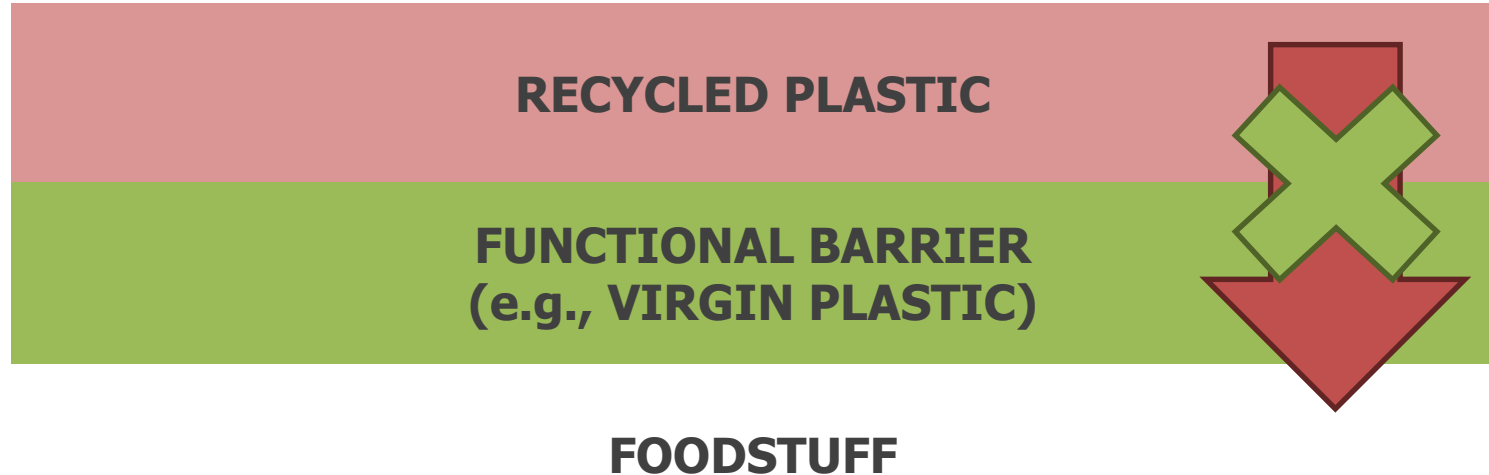 RECYCLED PLASTIC
FUNCTIONAL BARRIER
(e.g., VIRGIN PLASTIC)
FOODSTUFF